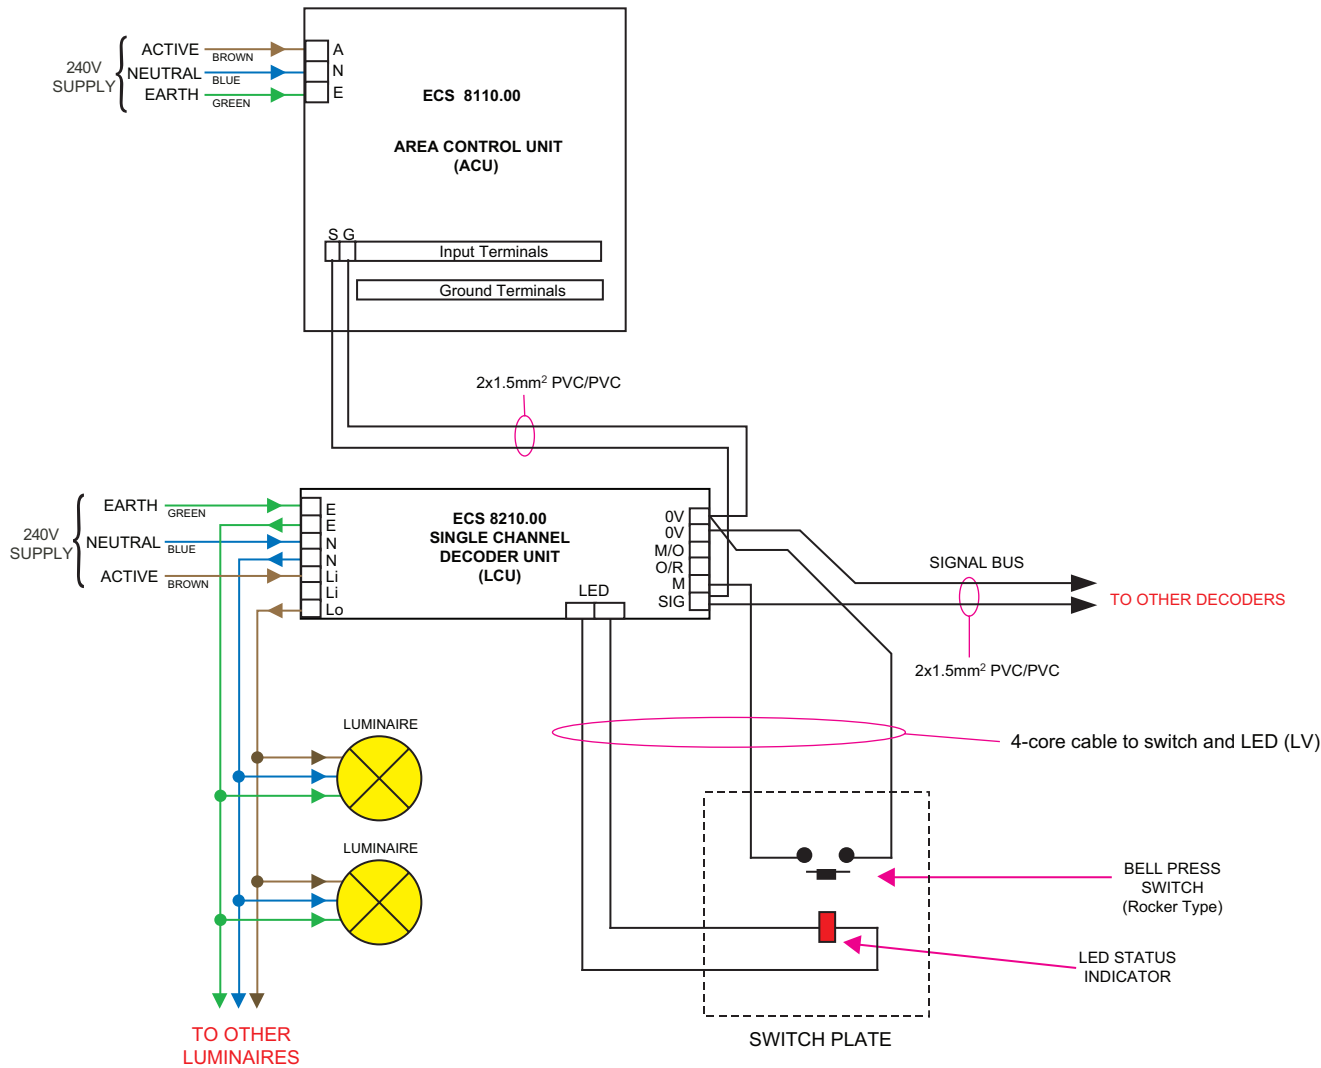 240V
SUPPLY
ACTIVE
BROWN
NEUTRAL
BLUE
EARTH
GREEN
A
N
E
ECS 8110.00
AREA CONTROL UNIT
(ACU)
S G
Input Terminals
Ground Terminals
2x1.5mm² PVC/PVC
240V
SUPPLY
EARTH
GREEN
NEUTRAL
BLUE
ACTIVE
BROWN
E
E
N
N
Li
Li
Lo
ECS 8210.00
SINGLE CHANNEL
DECODER UNIT
(LCU)
LED
0V
0V
M/O
O/R
M
SIG
SIGNAL BUS
TO OTHER DECODERS
2x1.5mm² PVC/PVC
4-core cable to switch and LED (LV)
LUMINAIRE
LUMINAIRE
TO OTHER
LUMINAIRES
BELL PRESS
SWITCH
(Rocker Type)
LED STATUS
INDICATOR
SWITCH PLATE